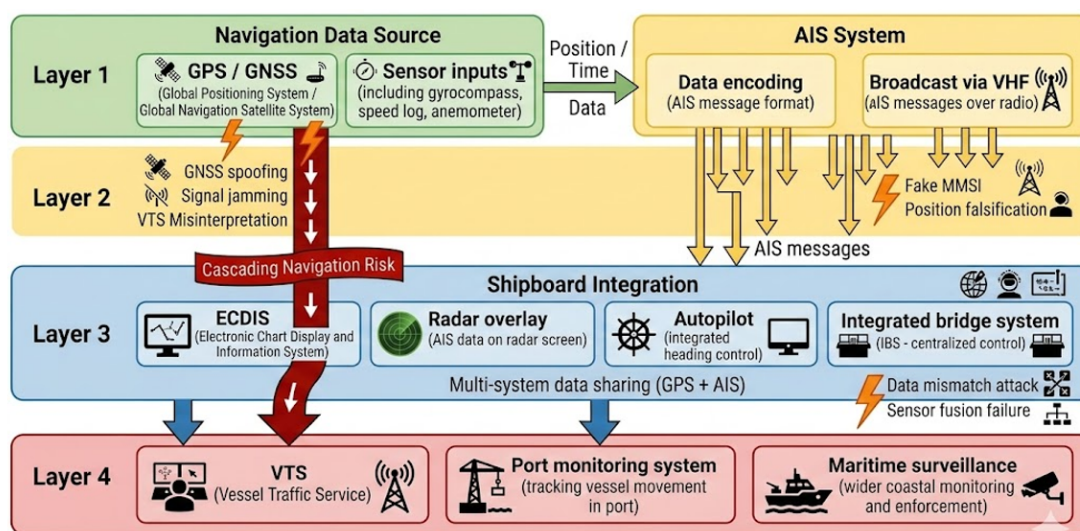 Layer 1
Navigation Data Source
GPS / GNSS
(Global Positioning System /
Global Navigation Satellite System)
Sensor inputs
(including gyrocompass,
speed log, anemometer)
Position /
Time
Data
AIS System
Data encoding
(AIS message format)
Broadcast via VHF
(AIS messages over radio)
Layer 2
GNSS spoofing
Signal jamming
VTS Misinterpretation
Fake MMSI
Position falsification
AIS messages
Cascading Navigation Risk
Layer 3
Shipboard Integration
ECDIS
(Electronic Chart Display and
Information System)
Radar overlay
(AIS data on radar screen)
Autopilot
(integrated
heading control)
Integrated bridge system
(IBS - centralized control)
Multi-system data sharing (GPS + AIS)
Data mismatch attack
Sensor fusion failure
Layer 4
VTS
(Vessel Traffic Service)
Port monitoring system
(tracking vessel movement
in port)
Maritime surveillance
(wider coastal monitoring
and enforcement)